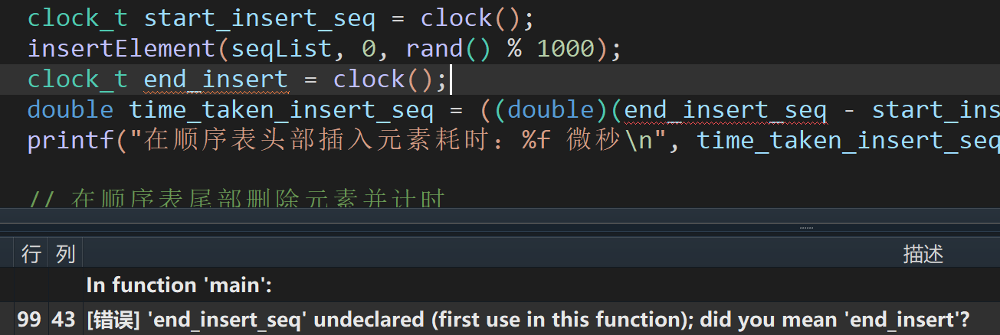 clock_t start_insert_seq = clock();
insertElement(seqList, 0, rand() % 1000);
clock_t end_insert = clock();
double time_taken_insert_seq = ((double)(end_insert_seq - start_ins
printf("在顺序表头部插入元素耗时: %f 微秒\n", time_taken_insert_seq
// 在顺序表尾部删除元素并计时
行 列 描述
In function 'main':
99 43 [错误] 'end_insert_seq' undeclared (first use in this function); did you mean 'end_insert'?